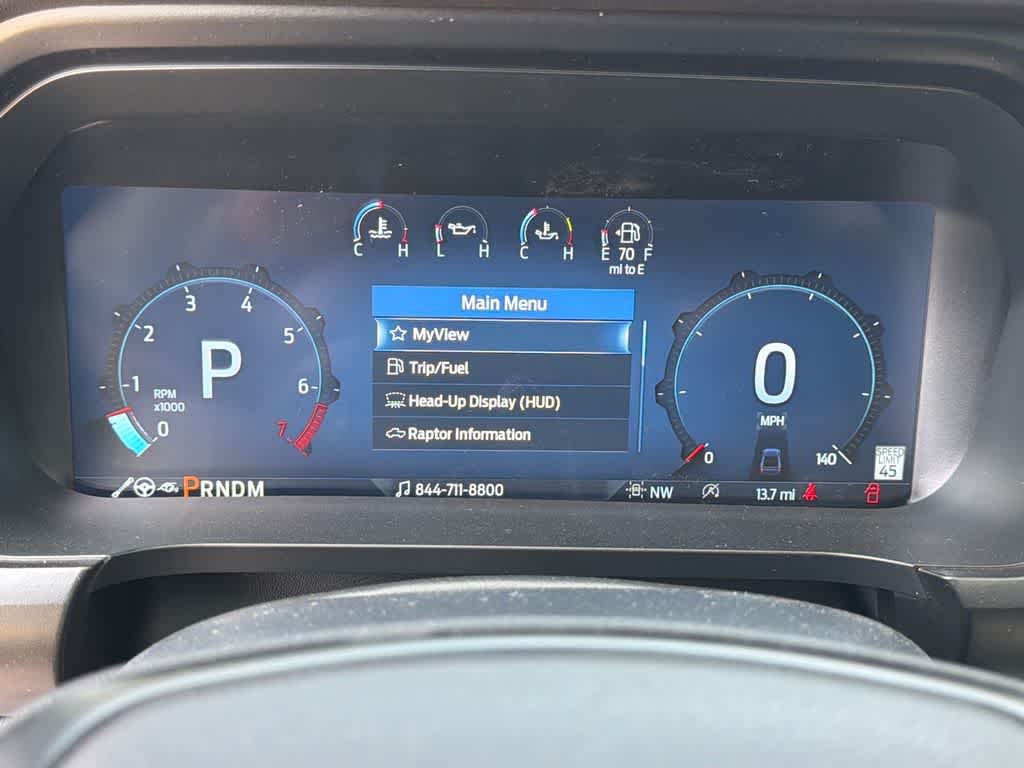 C H
L H
C H
E 70 F
mi to E
Main Menu
MyView
Trip/Fuel
Head-Up Display (HUD)
Raptor Information
0
1
2
3
4
5
6
7
RPM
x1000
P
0
MPH
0
140
SPEED
LIMIT
45
PRNDM
844-711-8800
NW
13.7 mi